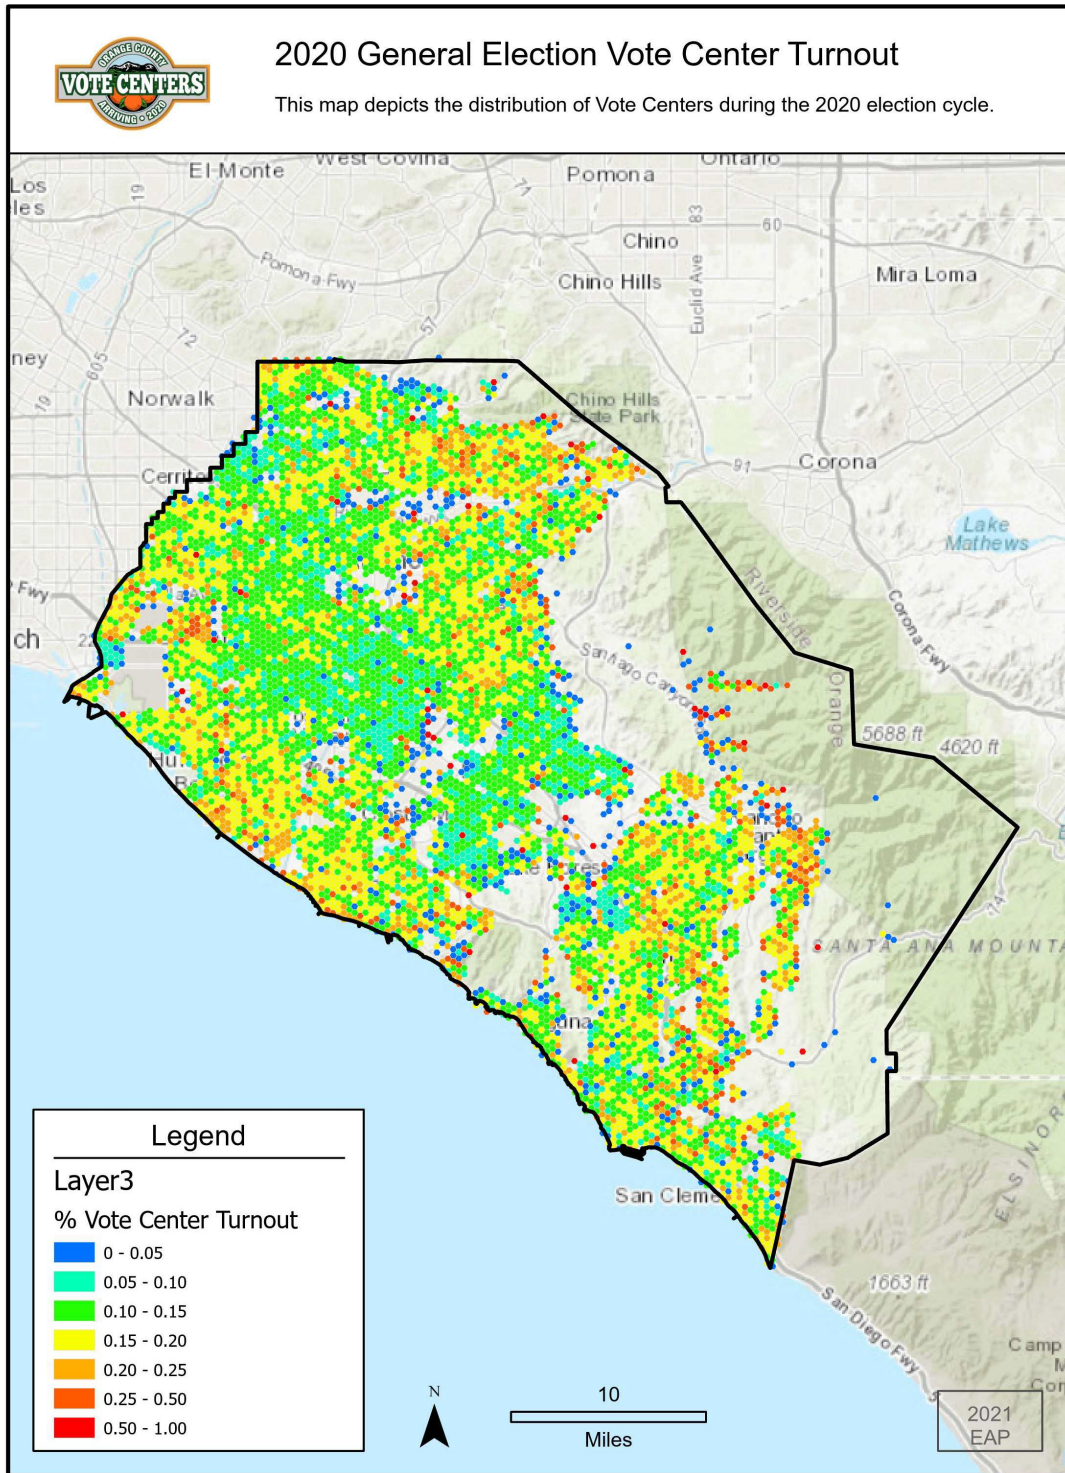 ORANGE COUNTY
VOTE CENTERS
ARRIVING • 2020
2020 General Election Vote Center Turnout
This map depicts the distribution of Vote Centers during the 2020 election cycle.
West Covina
Ontario
El Monte
Pomona
Los
19
71
83
60
Chino
Pomona Fwy
Chino Hills
Mira Loma
Euclid Ave
57
72
605
Norwalk
19
Chino Hills
State Park
91
Corona
Lake
Mathews
Fwy
Riverside
Corona Fwy
ch
22
Santiago Canyon
Orange
5688 ft
4620 ft
SANTA ANA MOUNTA
ELSINOR
San Cleme
1663 ft
San Diego Fwy
Camp
Legend
Layer3
% Vote Center Turnout
0 - 0.05
0.05 - 0.10
0.10 - 0.15
0.15 - 0.20
0.20 - 0.25
0.25 - 0.50
0.50 - 1.00
N
10
Miles
2021
EAP